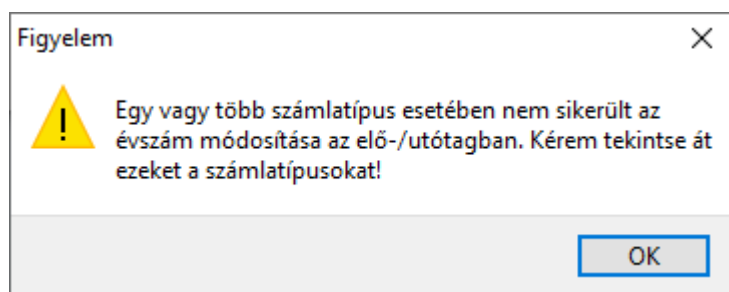 Figyelem
Egy vagy több számlatípus esetében nem sikerült az
évszám módosítása az elő-/utótagban. Kérem tekintse át
ezeket a számlatípusokat!
OK